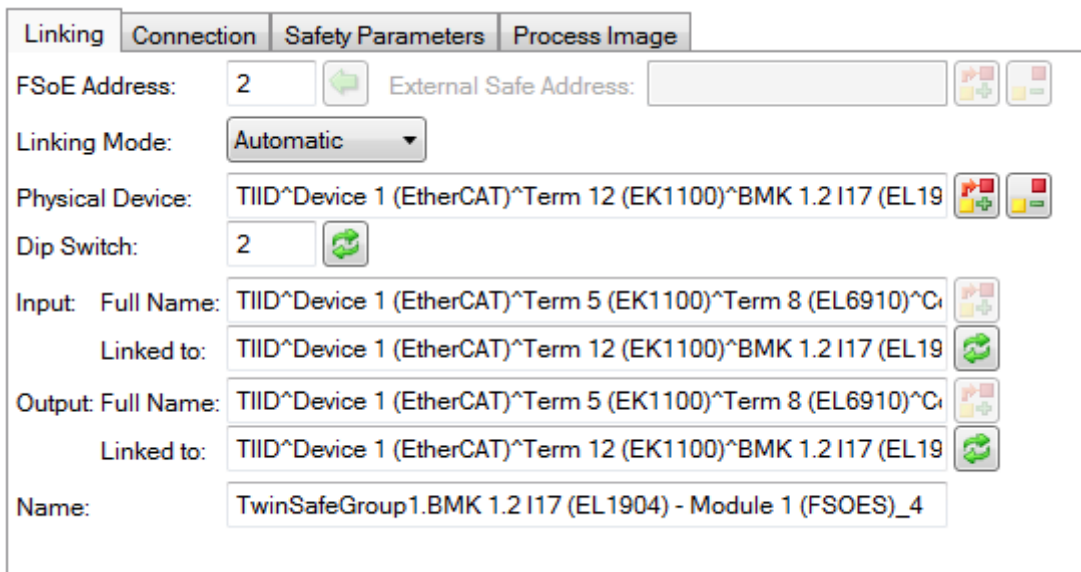 Linking Connection Safety Parameters Process Image
FSoE Address: 2 External Safe Address:
Linking Mode: Automatic
Physical Device: TIID^Device 1 (EtherCAT)^Term 12 (EK1100)^BMK 1.2 I17 (EL19
Dip Switch: 2
Input: Full Name: TIID^Device 1 (EtherCAT)^Term 5 (EK1100)^Term 8 (EL6910)^Co
Linked to: TIID^Device 1 (EtherCAT)^Term 12 (EK1100)^BMK 1.2 I17 (EL19
Output: Full Name: TIID^Device 1 (EtherCAT)^Term 5 (EK1100)^Term 8 (EL6910)^Co
Linked to: TIID^Device 1 (EtherCAT)^Term 12 (EK1100)^BMK 1.2 I17 (EL19
Name: TwinSafeGroup1.BMK 1.2 I17 (EL1904) - Module 1 (FSOES)_4